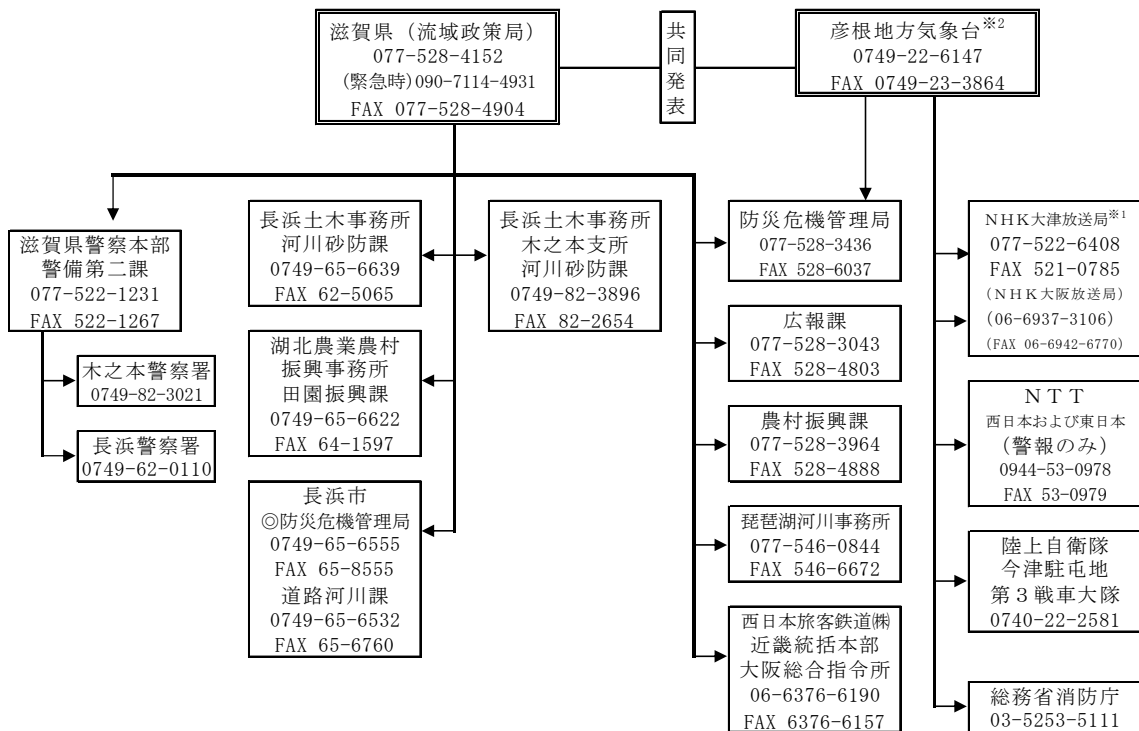 滋賀県（流域政策局）
077-528-4152
(緊急時)090-7114-4931
FAX 077-528-4904
共同発表
彦根地方気象台※2
0749-22-6147
FAX 0749-23-3864
滋賀県警察本部
警備第二課
077-522-1231
FAX 522-1267
木之本警察署
0749-82-3021
長浜警察署
0749-62-0110
長浜土木事務所
河川砂防課
0749-65-6639
FAX 62-5065
湖北農業農村
振興事務所
田園振興課
0749-65-6622
FAX 64-1597
長浜市
◎防災危機管理局
0749-65-6555
FAX 65-8555
道路河川課
0749-65-6532
FAX 65-6760
長浜土木事務所
木之本支所
河川砂防課
0749-82-3896
FAX 82-2654
防災危機管理局
077-528-3436
FAX 528-6037
広報課
077-528-3043
FAX 528-4803
農村振興課
077-528-3964
FAX 528-4888
琵琶湖河川事務所
077-546-0844
FAX 546-6672
西日本旅客鉄道㈱
近畿統括本部
大阪総合指令所
06-6376-6190
FAX 6376-6157
NHK大津放送局※1
077-522-6408
FAX 521-0785
(NHK大阪放送局)
(06-6937-3106)
(FAX 06-6942-6770)
ＮＴＴ
西日本および東日本
(警報のみ)
0944-53-0978
FAX 53-0979
陸上自衛隊
今津駐屯地
第３戦車大隊
0740-22-2581
総務省消防庁
03-5253-5111